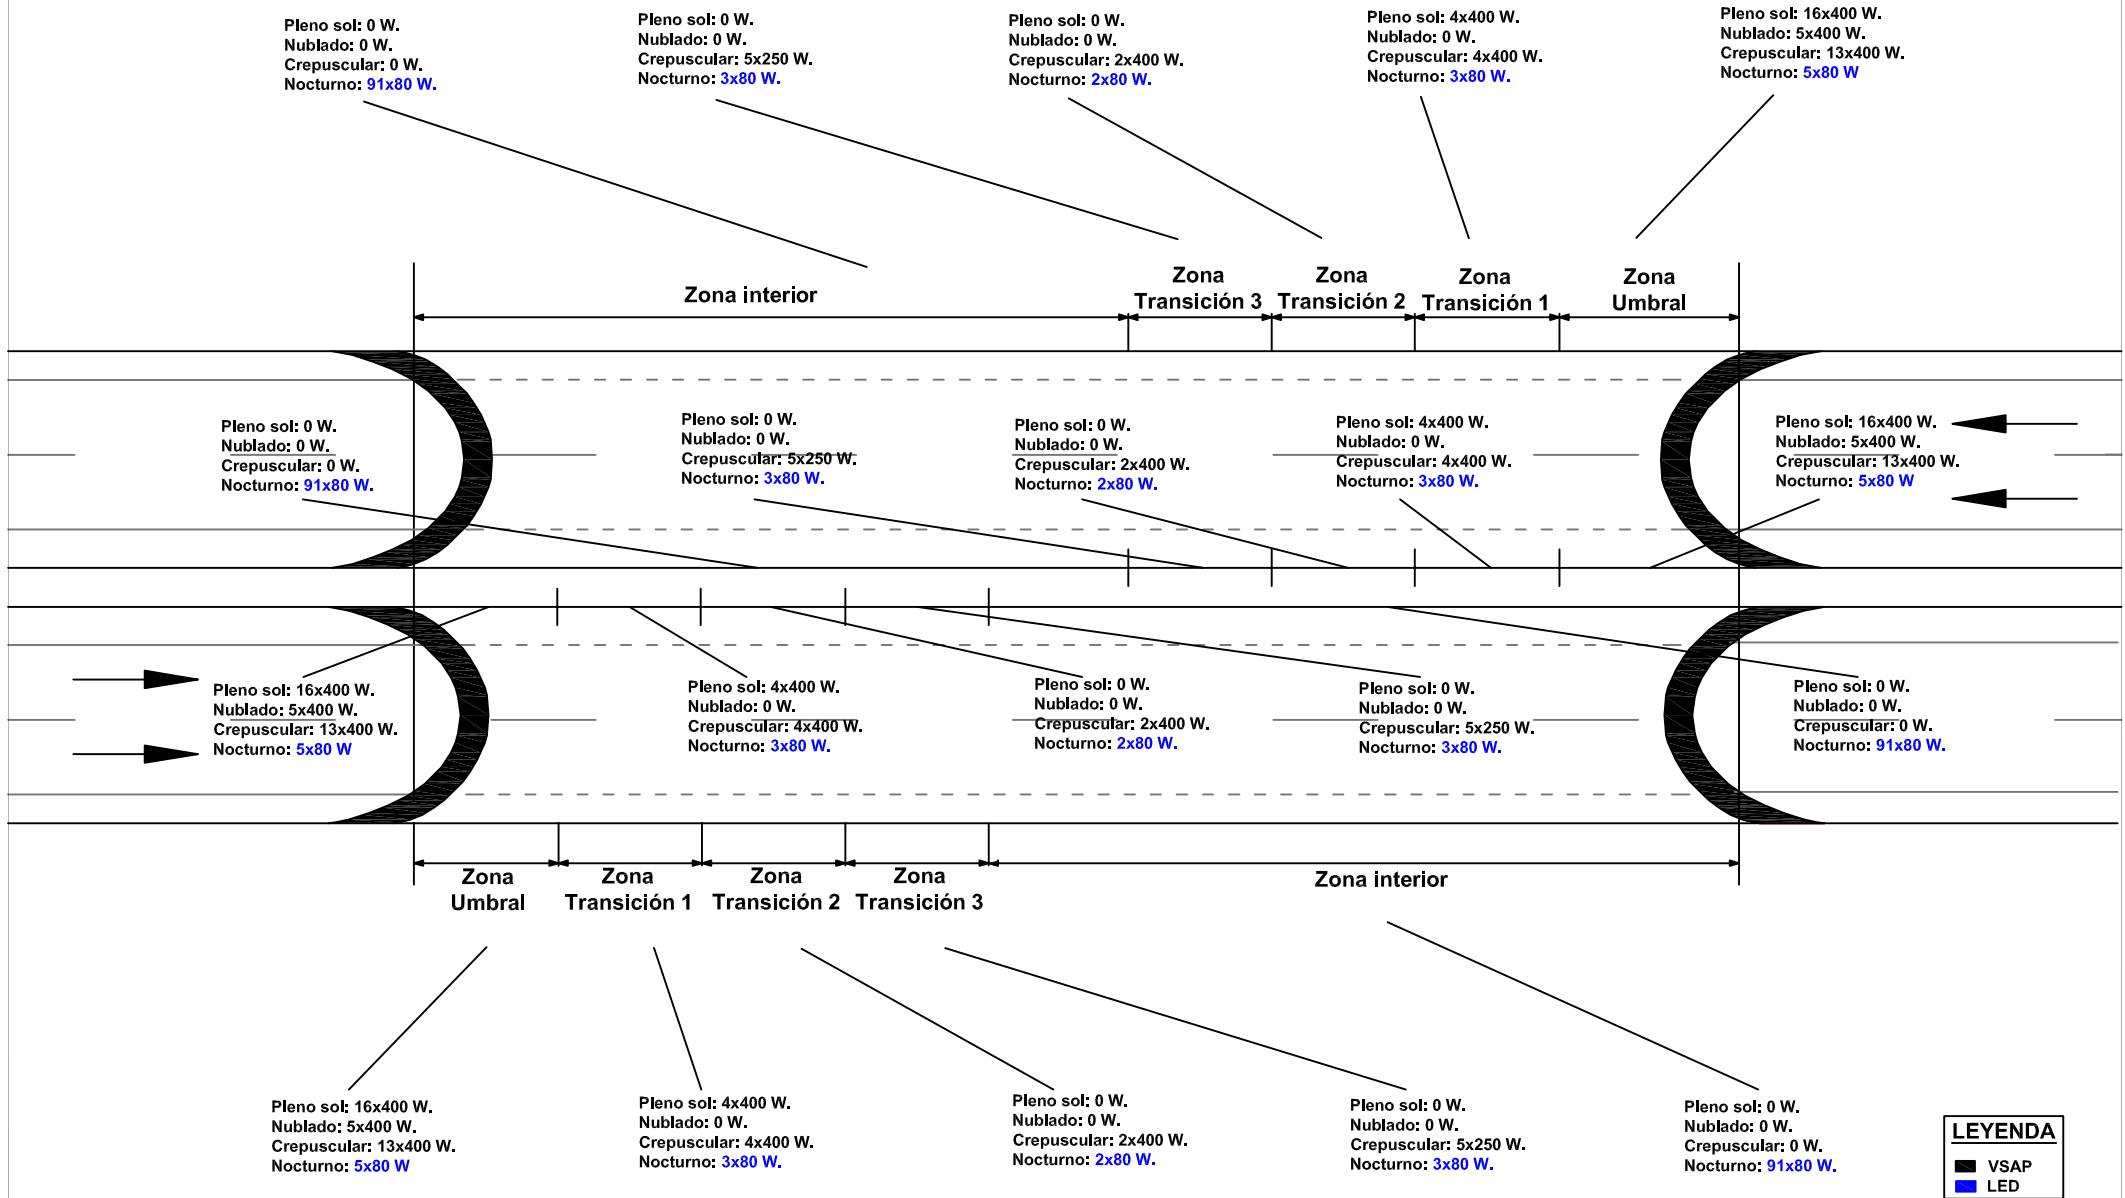 Pleno sol: 0 W.
Nublado: 0 W.
Crepuscular: 0 W.
Nocturno: 91x80 W.
Pleno sol: 0 W.
Nublado: 0 W.
Crepuscular: 5x250 W.
Nocturno: 3x80 W.
Pleno sol: 0 W.
Nublado: 0 W.
Crepuscular: 2x400 W.
Nocturno: 2x80 W.
Pleno sol: 4x400 W.
Nublado: 0 W.
Crepuscular: 4x400 W.
Nocturno: 3x80 W.
Pleno sol: 16x400 W.
Nublado: 5x400 W.
Crepuscular: 13x400 W.
Nocturno: 5x80 W
Zona interior
Zona
Transición 3
Zona
Transición 2
Zona
Transición 1
Zona
Umbral
Pleno sol: 0 W.
Nublado: 0 W.
Crepuscular: 0 W.
Nocturno: 91x80 W.
Pleno sol: 0 W.
Nublado: 0 W.
Crepuscular: 5x250 W.
Nocturno: 3x80 W.
Pleno sol: 0 W.
Nublado: 0 W.
Crepuscular: 2x400 W.
Nocturno: 2x80 W.
Pleno sol: 4x400 W.
Nublado: 0 W.
Crepuscular: 4x400 W.
Nocturno: 3x80 W.
Pleno sol: 16x400 W.
Nublado: 5x400 W.
Crepuscular: 13x400 W.
Nocturno: 5x80 W
Pleno sol: 16x400 W.
Nublado: 5x400 W.
Crepuscular: 13x400 W.
Nocturno: 5x80 W
Pleno sol: 4x400 W.
Nublado: 0 W.
Crepuscular: 4x400 W.
Nocturno: 3x80 W.
Pleno sol: 0 W.
Nublado: 0 W.
Crepuscular: 2x400 W.
Nocturno: 2x80 W.
Pleno sol: 0 W.
Nublado: 0 W.
Crepuscular: 5x250 W.
Nocturno: 3x80 W.
Pleno sol: 0 W.
Nublado: 0 W.
Crepuscular: 0 W.
Nocturno: 91x80 W.
Zona
Umbral
Zona
Transición 1
Zona
Transición 2
Zona
Transición 3
Zona interior
Pleno sol: 16x400 W.
Nublado: 5x400 W.
Crepuscular: 13x400 W.
Nocturno: 5x80 W
Pleno sol: 4x400 W.
Nublado: 0 W.
Crepuscular: 4x400 W.
Nocturno: 3x80 W.
Pleno sol: 0 W.
Nublado: 0 W.
Crepuscular: 2x400 W.
Nocturno: 2x80 W.
Pleno sol: 0 W.
Nublado: 0 W.
Crepuscular: 5x250 W.
Nocturno: 3x80 W.
Pleno sol: 0 W.
Nublado: 0 W.
Crepuscular: 0 W.
Nocturno: 91x80 W.
LEYENDA
VSAP
LED